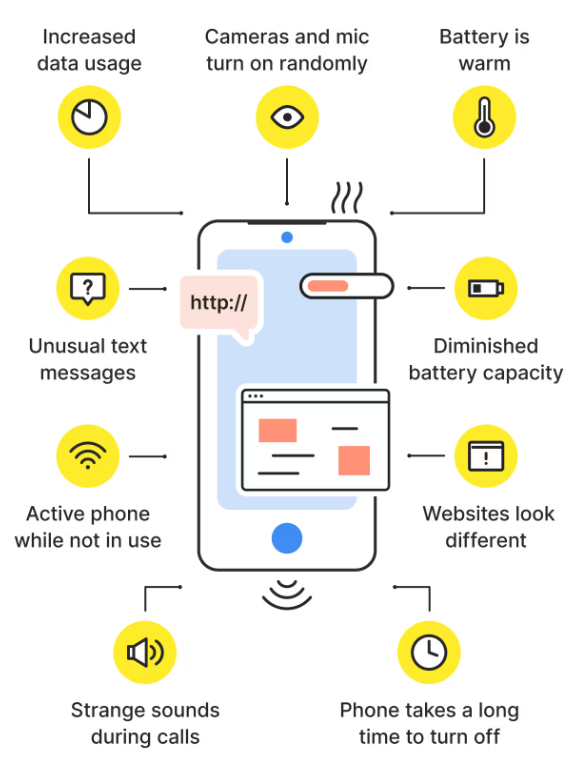 Increased
data usage
Cameras and mic
turn on randomly
Battery is
warm
http://
Unusual text
messages
Diminished
battery capacity
Active phone
while not in use
Websites look
different
Strange sounds
during calls
Phone takes a long
time to turn off